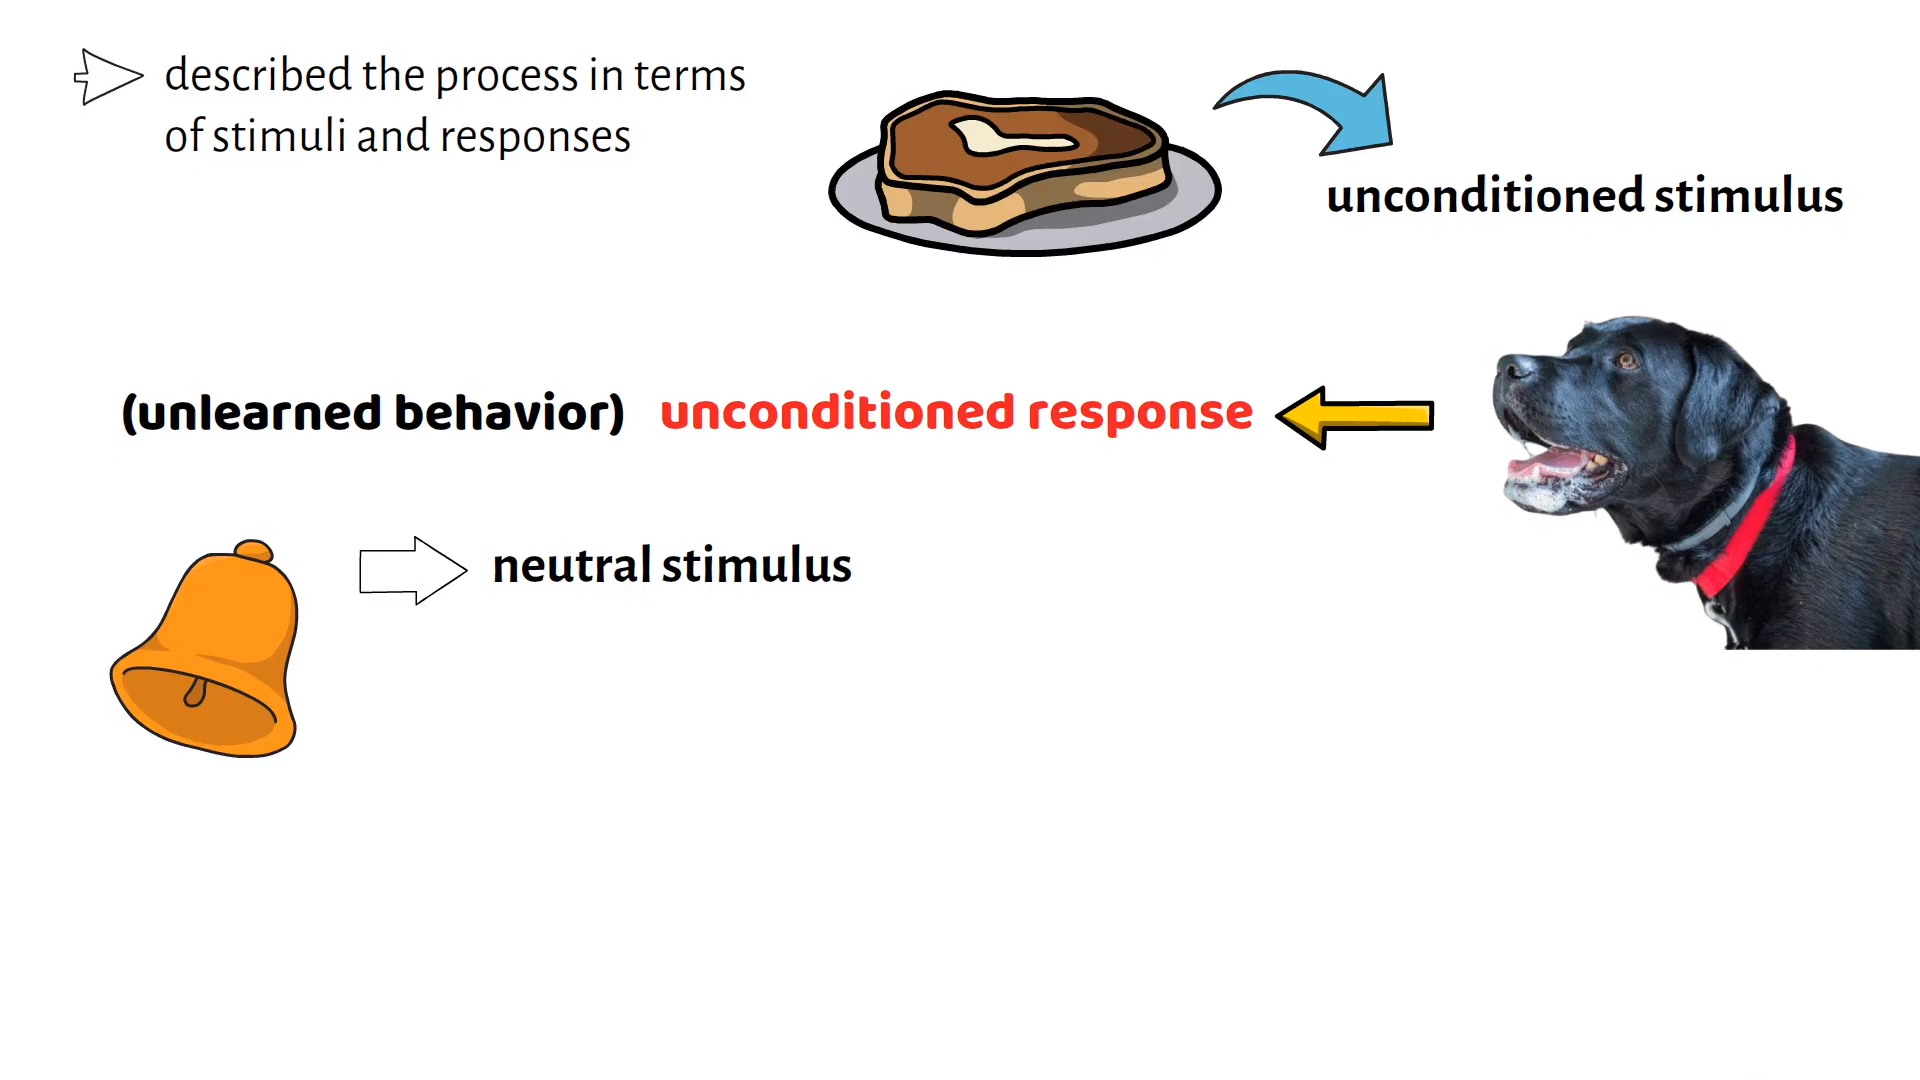 described the process in terms
of stimuli and responses
unconditioned stimulus
(unlearned behavior) unconditioned response
neutral stimulus